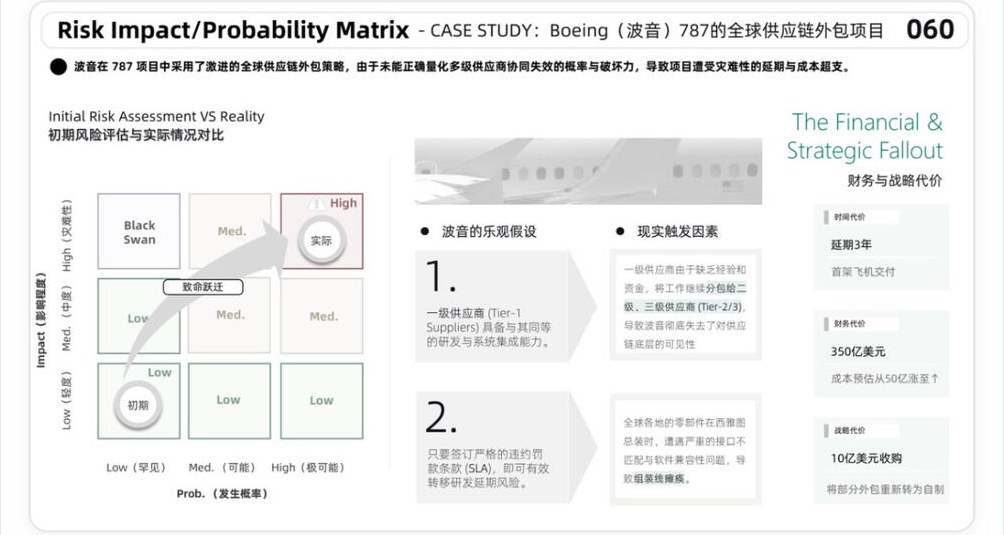 Risk Impact/Probability Matrix - CASE STUDY：Boeing（波音）787的全球供应链外包项目 060
波音在 787 项目中采用了激进的全球供应链外包策略，由于未能正确量化多级供应商协同失效的概率与破坏力，导致项目遭受灾难性的延期与成本超支。
Initial Risk Assessment VS Reality
初期风险评估与实际情况对比
Impact（影响程度）
High（灾难性）
Med.（中度）
Low（轻度）
Black
Swan
Med.
High
实际
致命跃迁
Low
Med.
Med.
Low
初期
Low
Low
Low（罕见）
Med.（可能）
High（极可能）
Prob.（发生概率）
波音的乐观假设
1.
一级供应商 (Tier-1
Suppliers) 具备与其同等
的研发与系统集成能力。
2.
只要签订严格的违约罚
款条款 (SLA)，即可有效
转移研发延期风险。
现实触发因素
一级供应商由于缺乏经验和
资金，将工作继续分包给二
级、三级供应商 (Tier-2/3)，
导致波音彻底失去了对供应
链底层的可见性
全球各地的零部件在西雅图
总装时，遭遇严重的接口不
匹配与软件兼容性问题，导
致组装线瘫痪。
The Financial &
Strategic Fallout
财务与战略代价
时间代价
延期3年
首架飞机交付
财务代价
350亿美元
成本预估从50亿涨至↑
战略代价
10亿美元收购
将部分外包重新转为自制